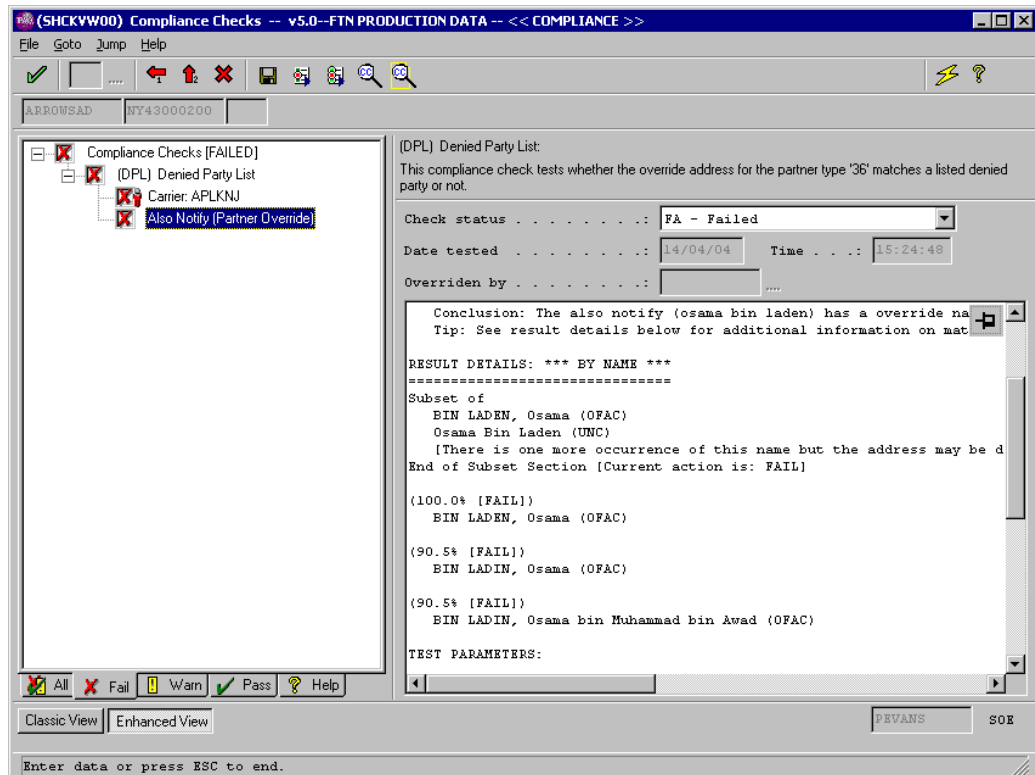 (SHCKVW00) Compliance Checks -- v5.0--FTN PRODUCTION DATA -- << COMPLIANCE >>
File Goto Jump Help
ARROWSAD NY43000200
Compliance Checks [FAILED]
(DPL) Denied Party List
Carrier: APLKNJ
Also Notify (Partner Override)
All Fail Warn Pass Help
(DPL) Denied Party List:
This compliance check tests whether the override address for the partner type '36' matches a listed denied
party or not.
Check status . . . . . . . .: FA - Failed
Date tested . . . . . . . .: 14/04/04 Time . . .: 15:24:48
Overriden by . . . . . . . .: ....
Conclusion: The also notify (osama bin laden) has a override na
Tip: See result details below for additional information on mat
RESULT DETAILS: *** BY NAME ***
===============================
Subset of
BIN LADEN, Osama (OFAC)
Osama Bin Laden (UNC)
[There is one more occurrence of this name but the address may be d
End of Subset Section [Current action is: FAIL]
(100.0% [FAIL])
BIN LADEN, Osama (OFAC)
(90.5% [FAIL])
BIN LADIN, Osama (OFAC)
(90.5% [FAIL])
BIN LADIN, Osama bin Muhammad bin Awad (OFAC)
TEST PARAMETERS:
Classic View Enhanced View PEVANS SOE
Enter data or press ESC to end.